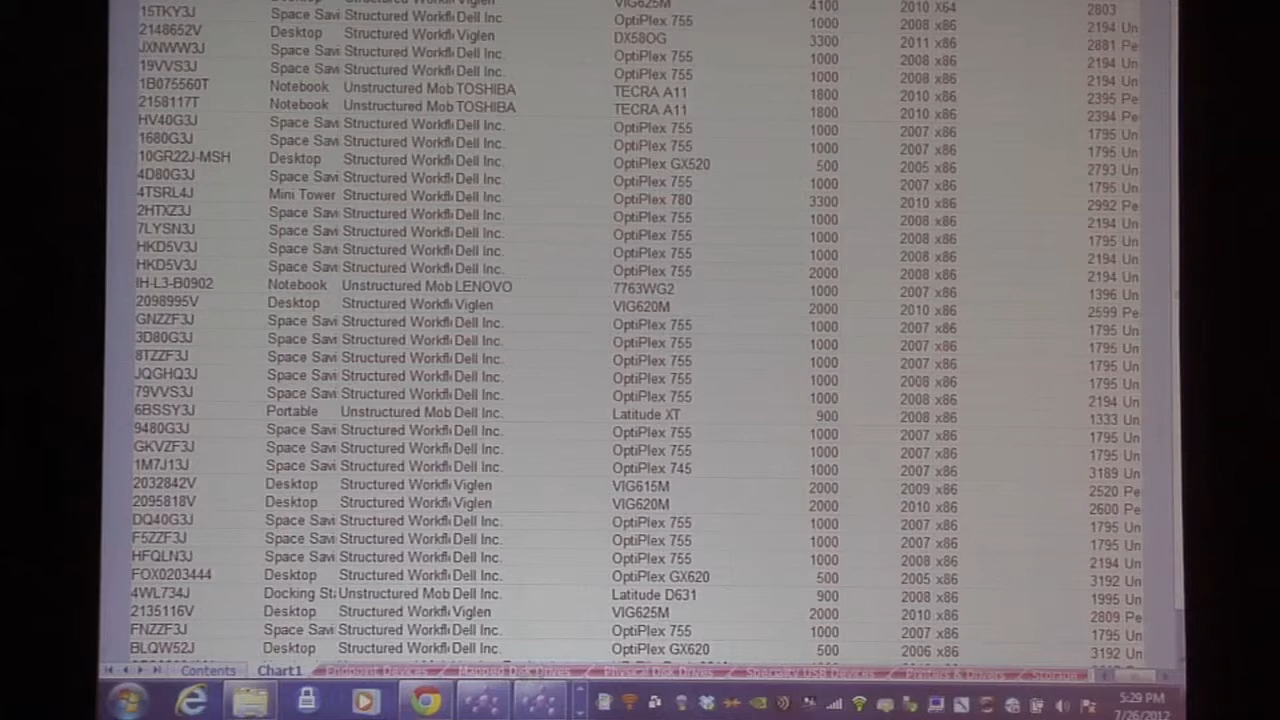 VIG625M 4100 2010 X64 2803
15TKY3J Space Savi Structured Workfl Dell Inc. OptiPlex 755 1000 2008 x86 2194 Un
2148652V Desktop Structured Workfl Viglen DX58OG 3300 2011 x86 2881 Pe
JXNWW3J Space Savi Structured Workfl Dell Inc. OptiPlex 755 1000 2008 x86 2194 Un
19VVS3J Space Savi Structured Workfl Dell Inc. OptiPlex 755 1000 2008 x86 2194 Un
1B075560T Notebook Unstructured Mob TOSHIBA TECRA A11 1800 2010 x86 2395 Pe
2158117T Notebook Unstructured Mob TOSHIBA TECRA A11 1800 2010 x86 2394 Pe
HV40G3J Space Savi Structured Workfl Dell Inc. OptiPlex 755 1000 2007 x86 1795 Un
1680G3J Space Savi Structured Workfl Dell Inc. OptiPlex 755 1000 2007 x86 1795 Un
10GR22J-MSH Desktop Structured Workfl Dell Inc. OptiPlex GX520 500 2005 x86 2793 Un
4D80G3J Space Savi Structured Workfl Dell Inc. OptiPlex 755 1000 2007 x86 1795 Un
4TSRL4J Mini Tower Structured Workfl Dell Inc. OptiPlex 780 3300 2010 x86 2992 Pe
2HTXZ3J Space Savi Structured Workfl Dell Inc. OptiPlex 755 1000 2008 x86 2194 Un
7LYSN3J Space Savi Structured Workfl Dell Inc. OptiPlex 755 1000 2008 x86 1795 Un
HKD5V3J Space Savi Structured Workfl Dell Inc. OptiPlex 755 1000 2008 x86 2194 Un
HKD5V3J Space Savi Structured Workfl Dell Inc. OptiPlex 755 2000 2008 x86 2194 Un
IH-L3-B0902 Notebook Unstructured Mob LENOVO 7763WG2 1000 2007 x86 1396 Un
2098995V Desktop Structured Workfl Viglen VIG620M 2000 2010 x86 2599 Pe
GNZZF3J Space Savi Structured Workfl Dell Inc. OptiPlex 755 1000 2007 x86 1795 Un
3D80G3J Space Savi Structured Workfl Dell Inc. OptiPlex 755 1000 2007 x86 1795 Un
8TZZF3J Space Savi Structured Workfl Dell Inc. OptiPlex 755 1000 2007 x86 1795 Un
JQGHQ3J Space Savi Structured Workfl Dell Inc. OptiPlex 755 1000 2008 x86 1795 Un
79VVS3J Space Savi Structured Workfl Dell Inc. OptiPlex 755 1000 2008 x86 2194 Un
6BSSY3J Portable Unstructured Mob Dell Inc. Latitude XT 900 2008 x86 1333 Un
9480G3J Space Savi Structured Workfl Dell Inc. OptiPlex 755 1000 2007 x86 1795 Un
GKVZF3J Space Savi Structured Workfl Dell Inc. OptiPlex 755 1000 2007 x86 1795 Un
1M7J13J Space Savi Structured Workfl Dell Inc. OptiPlex 745 1000 2007 x86 3189 Un
2032842V Desktop Structured Workfl Viglen VIG615M 2000 2009 x86 2520 Pe
2095818V Desktop Structured Workfl Viglen VIG620M 2000 2010 x86 2600 Pe
DQ40G3J Space Savi Structured Workfl Dell Inc. OptiPlex 755 1000 2007 x86 1795 Un
F5ZZF3J Space Savi Structured Workfl Dell Inc. OptiPlex 755 1000 2007 x86 1795 Un
HFQLN3J Space Savi Structured Workfl Dell Inc. OptiPlex 755 1000 2008 x86 2194 Un
FOX0203444 Desktop Structured Workfl Dell Inc. OptiPlex GX620 500 2005 x86 3192 Un
4WL734J Docking Sta Unstructured Mob Dell Inc. Latitude D631 900 2008 x86 1995 Un
2135116V Desktop Structured Workfl Viglen VIG625M 2000 2010 x86 2809 Pe
FNZZF3J Space Savi Structured Workfl Dell Inc. OptiPlex 755 1000 2007 x86 1795 Un
BLQW52J Desktop Structured Workfl Dell Inc. OptiPlex GX620 500 2006 x86 3192 Un
Contents Chart1 Endpoint Devices Mapped Disk Drives Physical Disk Drives Specialty USB Devices Printers & Drivers Storage
5:29 PM
7/26/2012